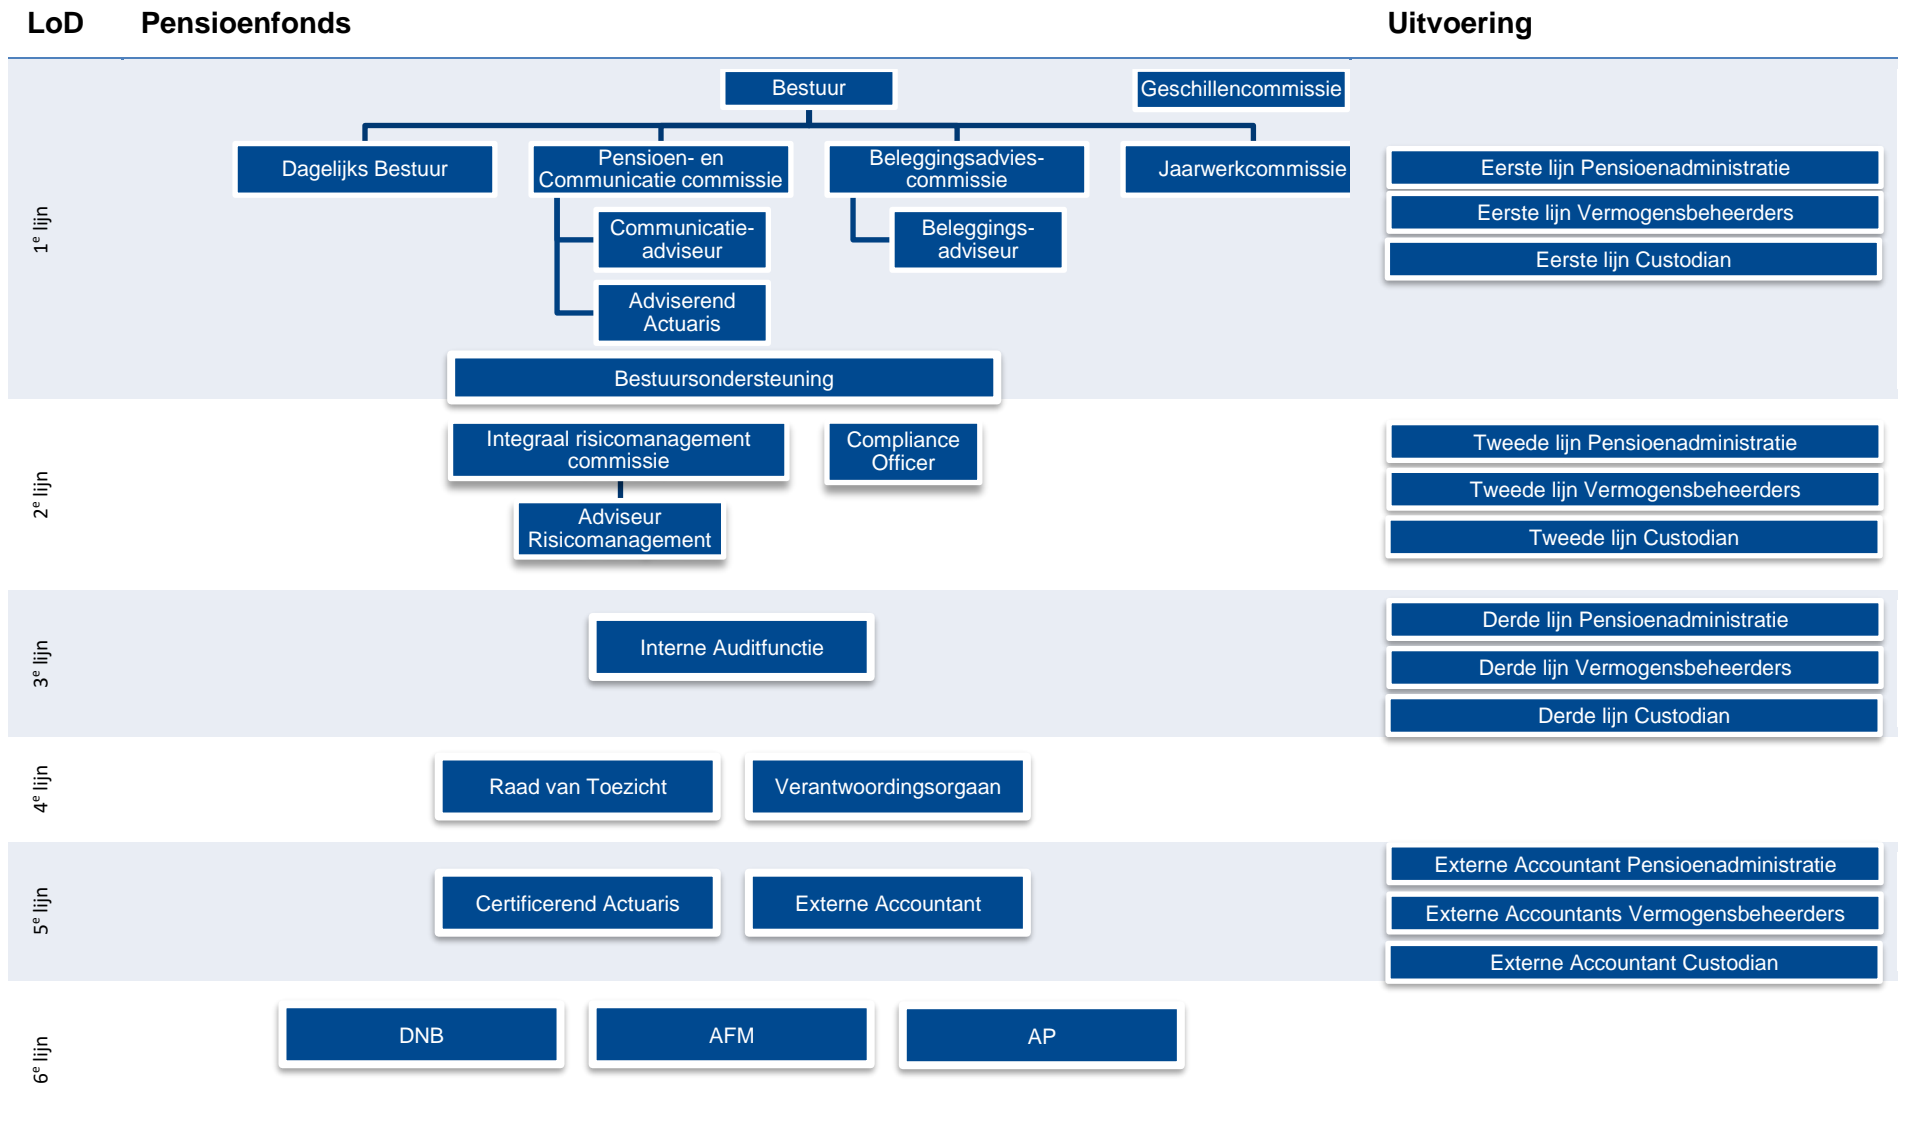 LoD Pensioenfonds Uitvoering
1e lijn
Bestuur
Geschillencommissie
Dagelijks Bestuur
Pensioen- en
Communicatie commissie
Beleggingsadvies-
commissie
Jaarwerkcommissie
Communicatie-
adviseur
Beleggings-
adviseur
Adviserend
Actuaris
Bestuursondersteuning
Eerste lijn Pensioenadministratie
Eerste lijn Vermogensbeheerders
Eerste lijn Custodian
2e lijn
Integraal risicomanagement
commissie
Compliance
Officer
Adviseur
Risicomanagement
Tweede lijn Pensioenadministratie
Tweede lijn Vermogensbeheerders
Tweede lijn Custodian
3e lijn
Interne Auditfunctie
Derde lijn Pensioenadministratie
Derde lijn Vermogensbeheerders
Derde lijn Custodian
4e lijn
Raad van Toezicht
Verantwoordingsorgaan
5e lijn
Certificerend Actuaris
Externe Accountant
Externe Accountant Pensioenadministratie
Externe Accountants Vermogensbeheerders
Externe Accountant Custodian
6e lijn
DNB
AFM
AP